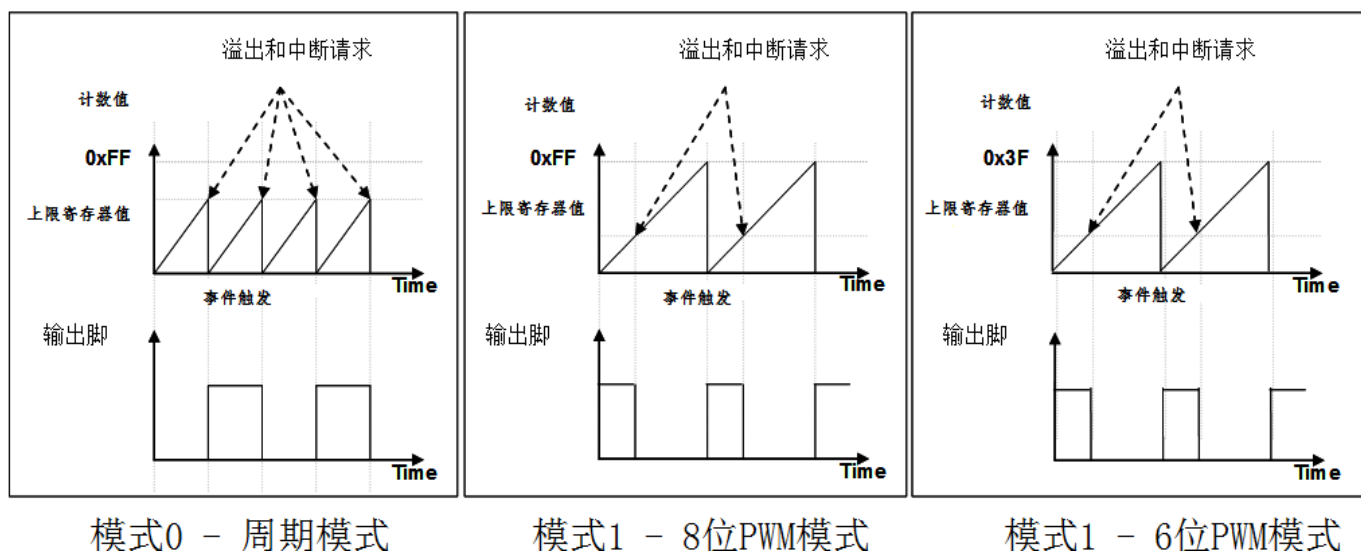 溢出和中断请求
计数值
0xFF
上限寄存器值
Time
事件触发
输出脚
Time
模式0 - 周期模式
溢出和中断请求
计数值
0xFF
上限寄存器值
Time
事件触发
输出脚
Time
模式1 - 8位PWM模式
溢出和中断请求
计数值
0x3F
上限寄存器值
Time
事件触发
输出脚
Time
模式1 - 6位PWM模式